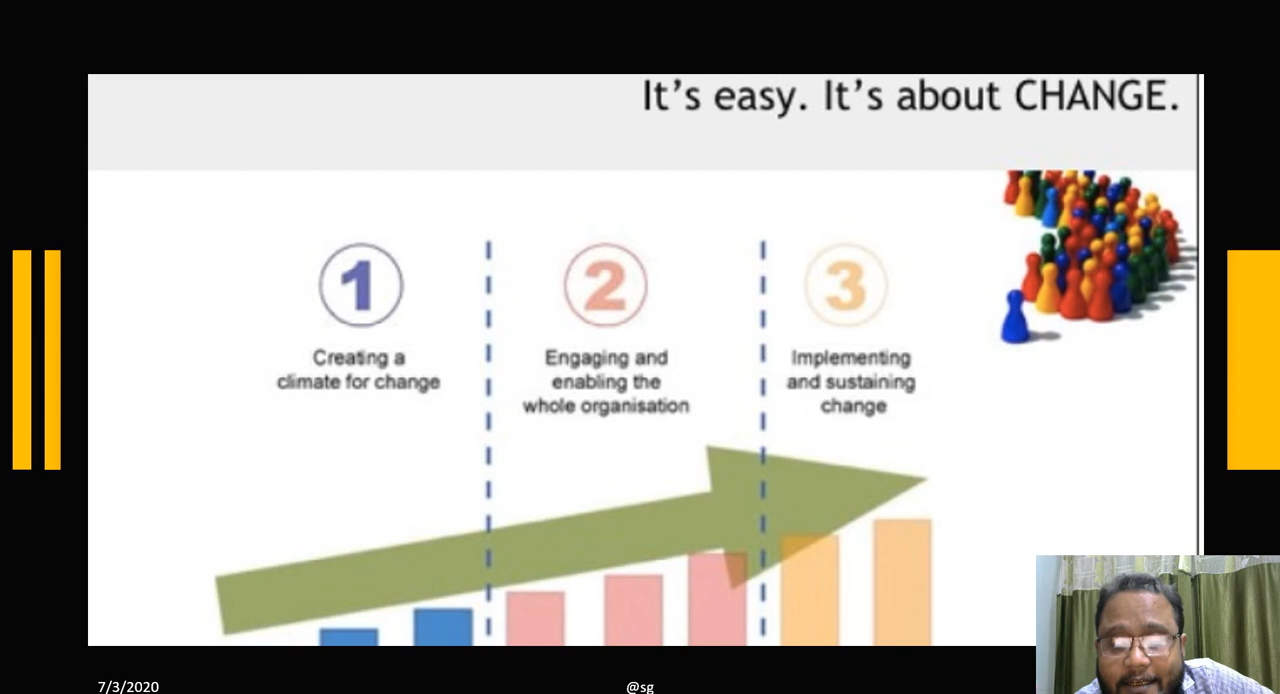 It's easy. It's about CHANGE.
1
2
3
Creating a
climate for change
Engaging and
enabling the
whole organisation
Implementing
and sustaining
change
7/3/2020
@sg